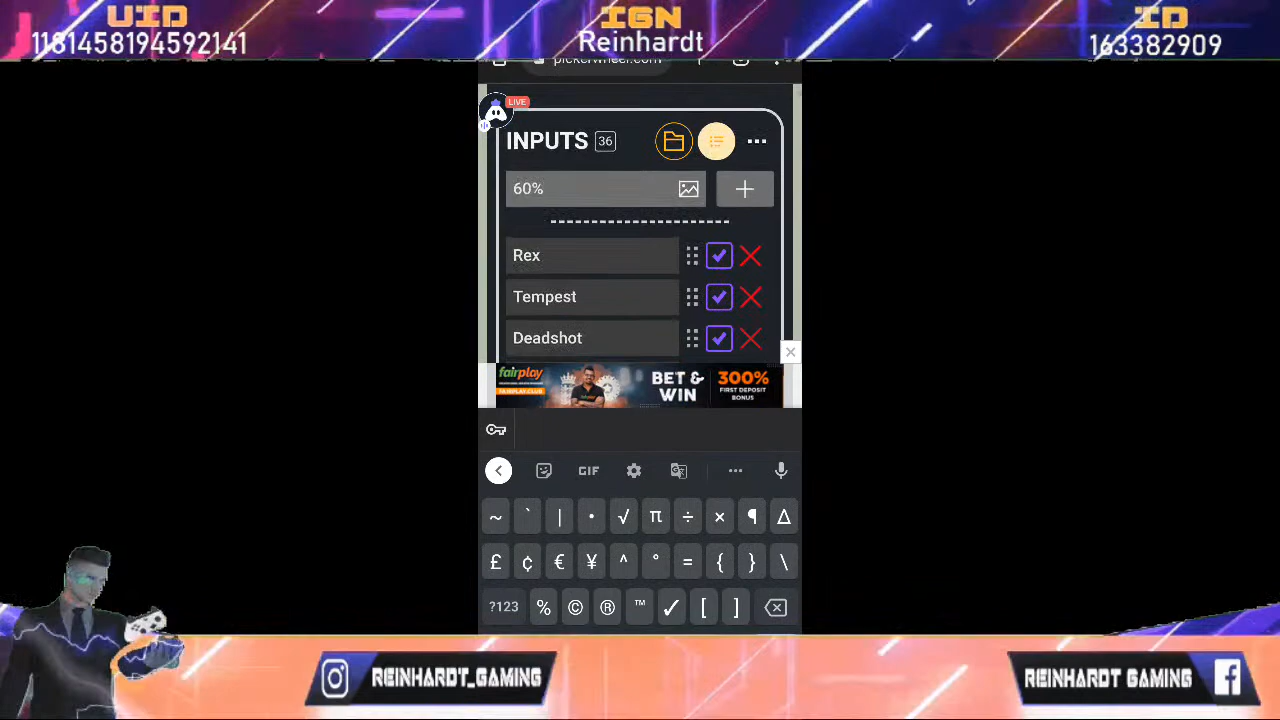 UID
IGN
ID
1181458194592141
Reinhardt
163382909
pickerwheel.com
LIVE
INPUTS 36
60%
Rex
Tempest
Deadshot
fairplay
BET &
WIN
300%
FIRST DEPOSIT
BONUS
GIF
~ ` | • √ π ÷ × ¶ Δ
£ ¢ € ¥ ^ ° = { } \
?123 % © ® ™ ✓ [ ]
REINHARDT_GAMING
REINHARDT GAMING